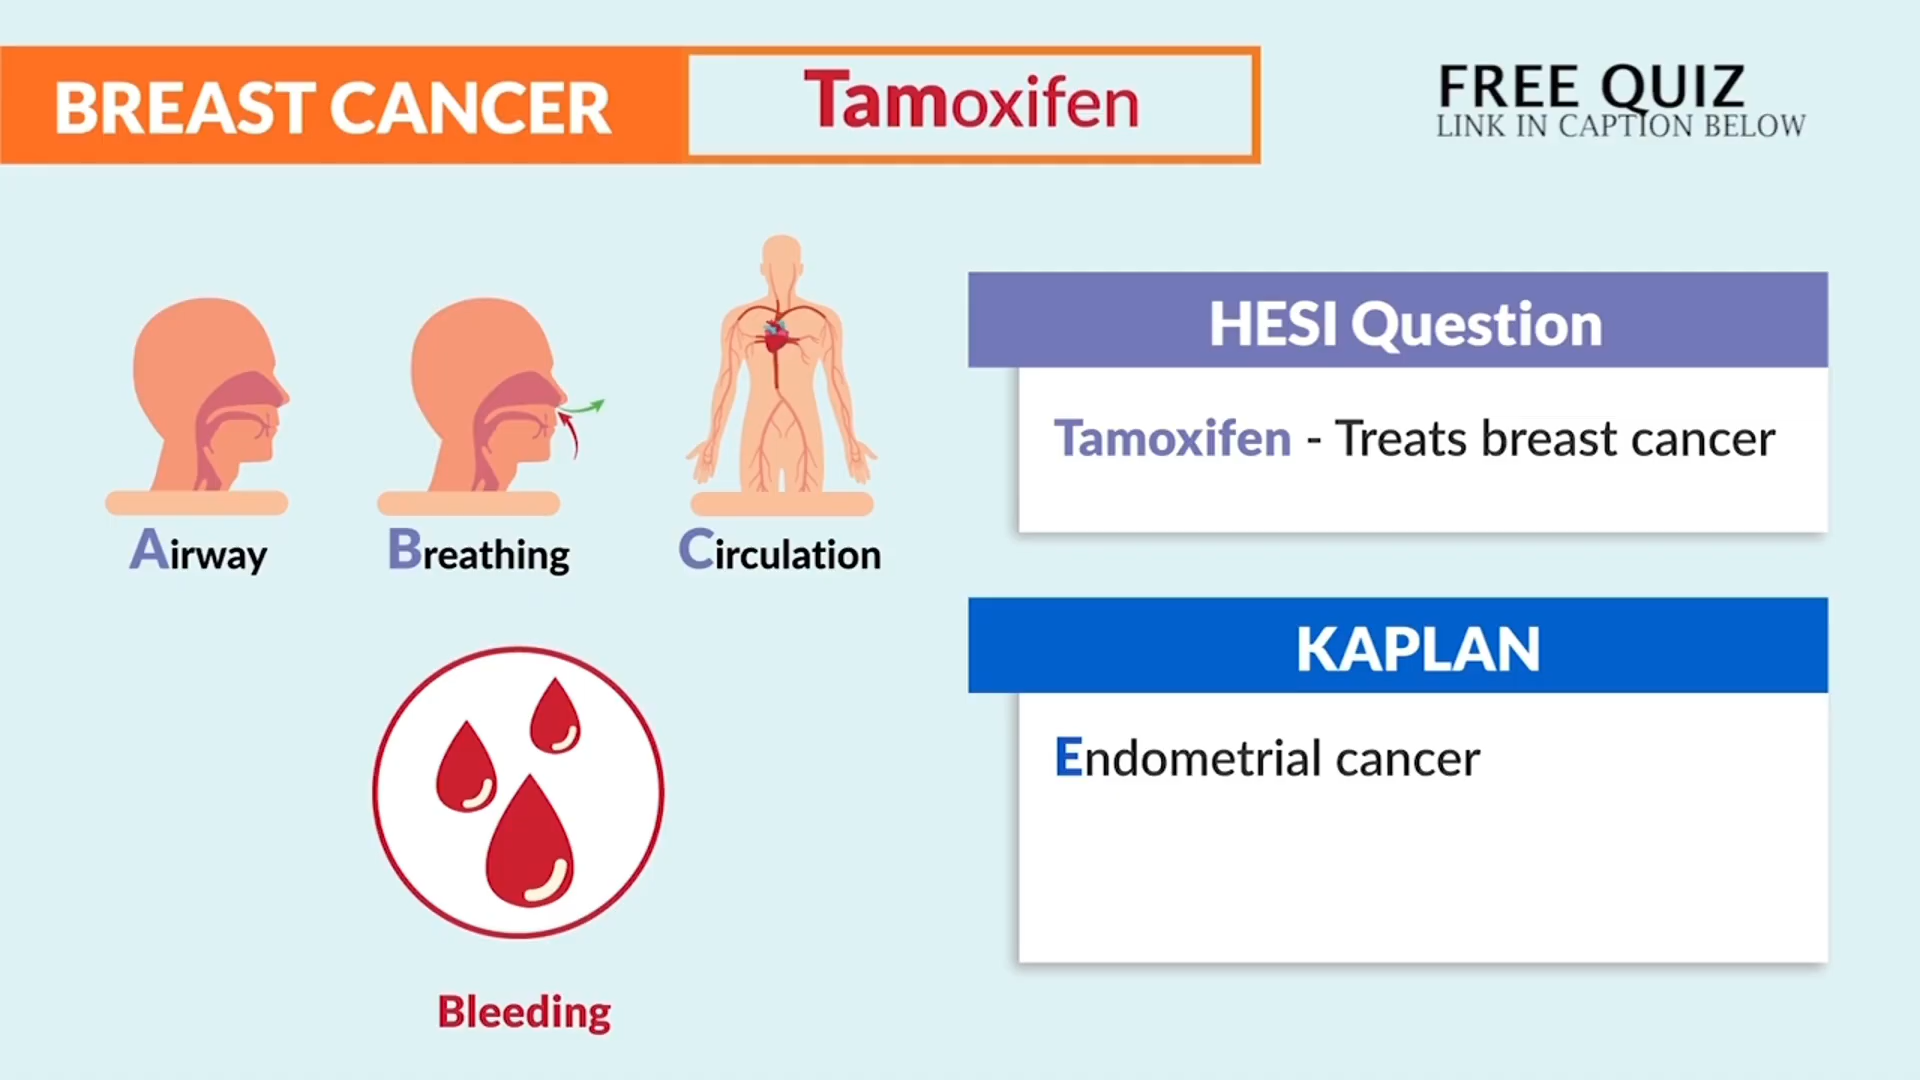 BREAST CANCER
Tamoxifen
FREE QUIZ
LINK IN CAPTION BELOW
Airway
Breathing
Circulation
Bleeding
HESI Question
Tamoxifen - Treats breast cancer
KAPLAN
Endometrial cancer